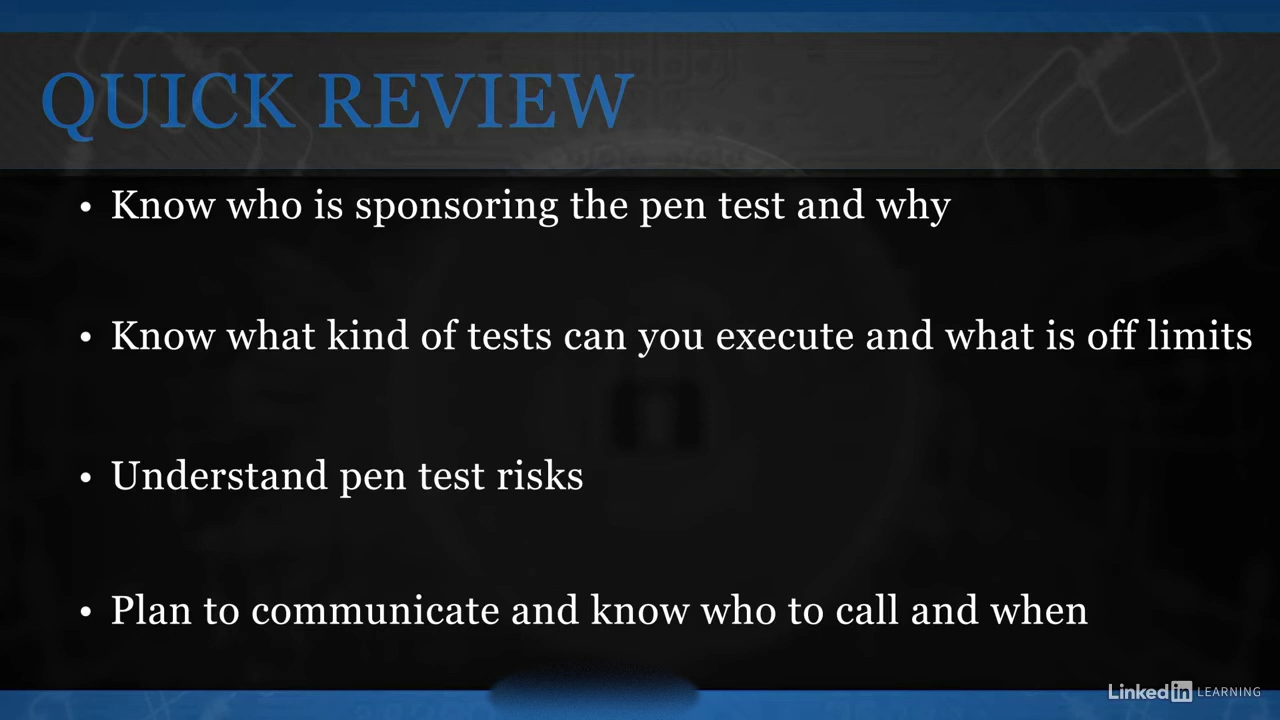 QUICK REVIEW
• Know who is sponsoring the pen test and why
• Know what kind of tests can you execute and what is off limits
• Understand pen test risks
• Plan to communicate and know who to call and when
Linked in LEARNING